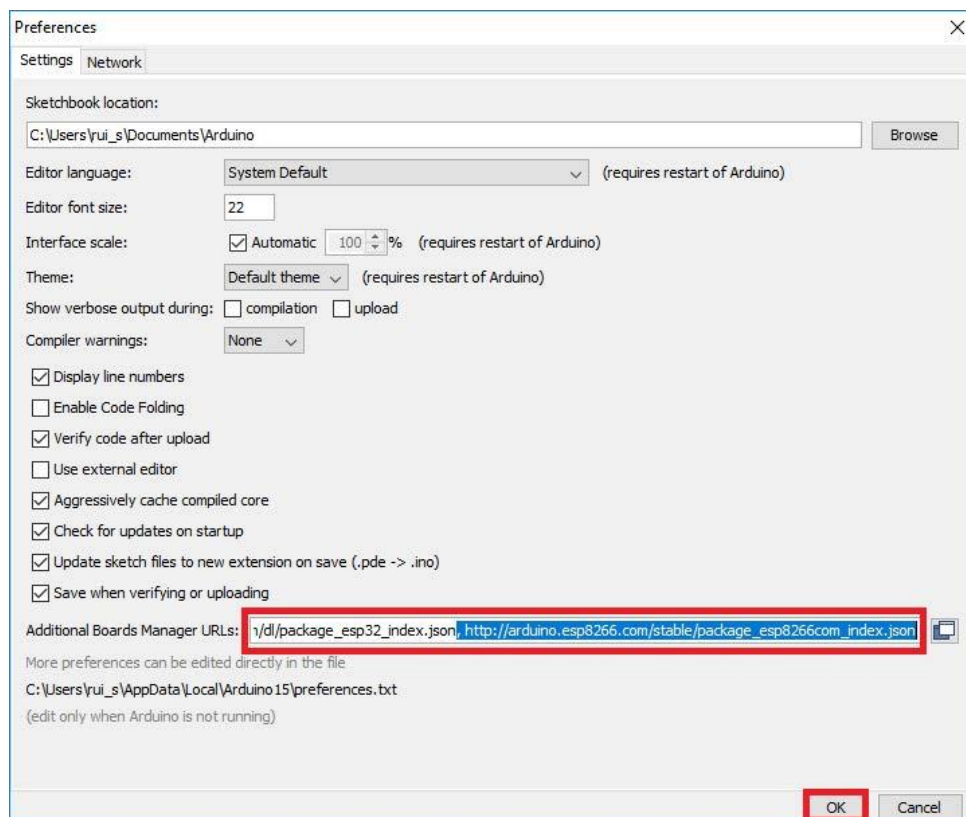 Preferences
Settings Network
Sketchbook location:
C:\Users\rui_s\Documents\Arduino Browse
Editor language: System Default (requires restart of Arduino)
Editor font size: 22
Interface scale: Automatic 100 % (requires restart of Arduino)
Theme: Default theme (requires restart of Arduino)
Show verbose output during: compilation upload
Compiler warnings: None
Display line numbers
Enable Code Folding
Verify code after upload
Use external editor
Aggressively cache compiled core
Check for updates on startup
Update sketch files to new extension on save (.pde -> .ino)
Save when verifying or uploading
Additional Boards Manager URLs: /dl/package_esp32_index.json, http://arduino.esp8266.com/stable/package_esp8266com_index.json
More preferences can be edited directly in the file
C:\Users\rui_s\AppData\Local\Arduino15\preferences.txt
(edit only when Arduino is not running)
OK Cancel